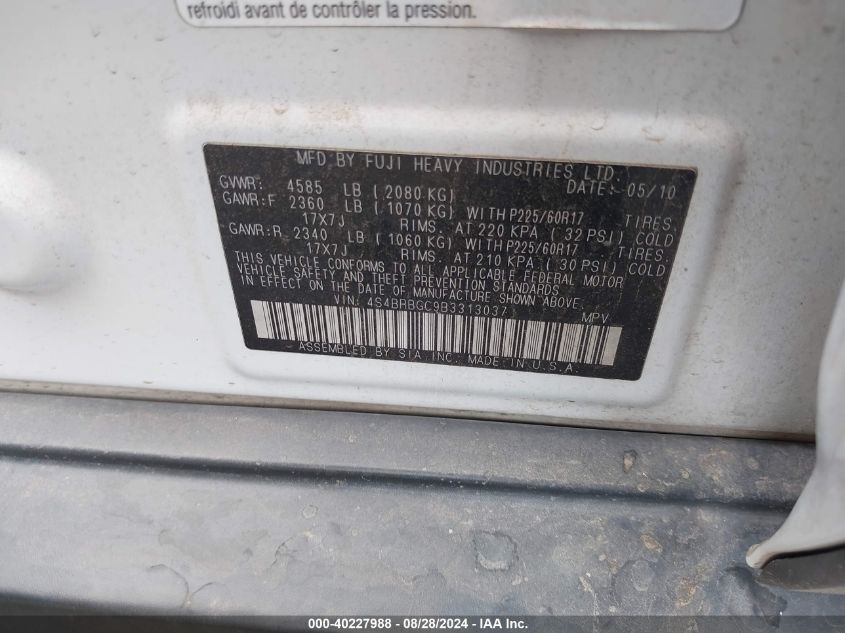 refroidi avant de contrôler la pression.
MFD.BY FUJI HEAVY INDUSTRIES LTD.
DATE: 05/10
GVWR: 4585 LB (2080 KG)
GAWR:F 2360 LB (1070 KG) WITH P225/60R17 TIRES,
17X7J RIMS, AT 220 KPA (32 PSI) COLD
GAWR:R 2340 LB (1060 KG) WITH P225/60R17 TIRES,
17X7J RIMS, AT 210 KPA (30 PSI) COLD
THIS VEHICLE CONFORMS TO ALL APPLICABLE FEDERAL MOTOR
VEHICLE SAFETY AND THEFT PREVENTION STANDARDS
IN EFFECT ON THE DATE OF MANUFACTURE SHOWN ABOVE.
VIN: 4S4BRBGC9B3313037 MPV
ASSEMBLED BY SIA,INC. MADE IN U.S.A.
000-40227988 - 08/28/2024 - IAA Inc.